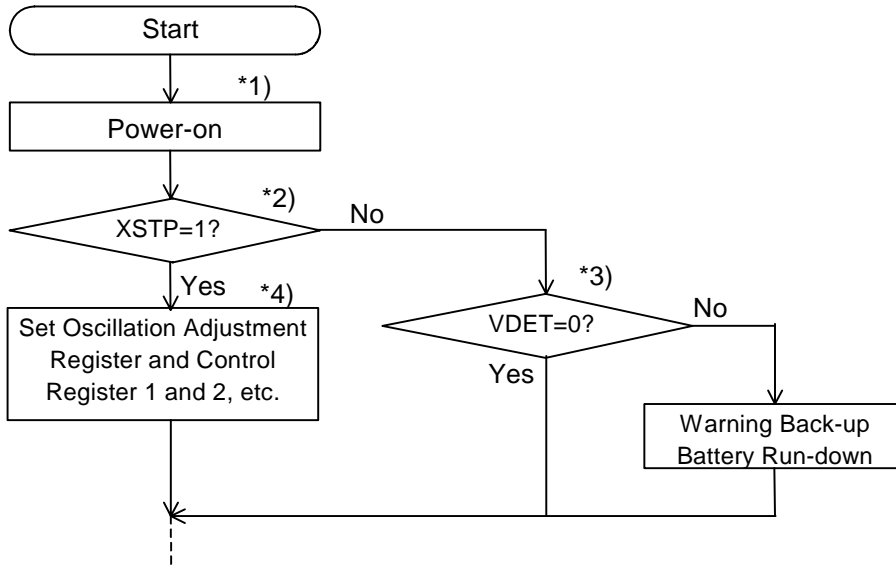 Start
*1)
Power-on
*2)
XSTP=1?
No
Yes
*4)
Set Oscillation Adjustment
Register and Control
Register 1 and 2, etc.
*3)
VDET=0?
No
Yes
Warning Back-up
Battery Run-down